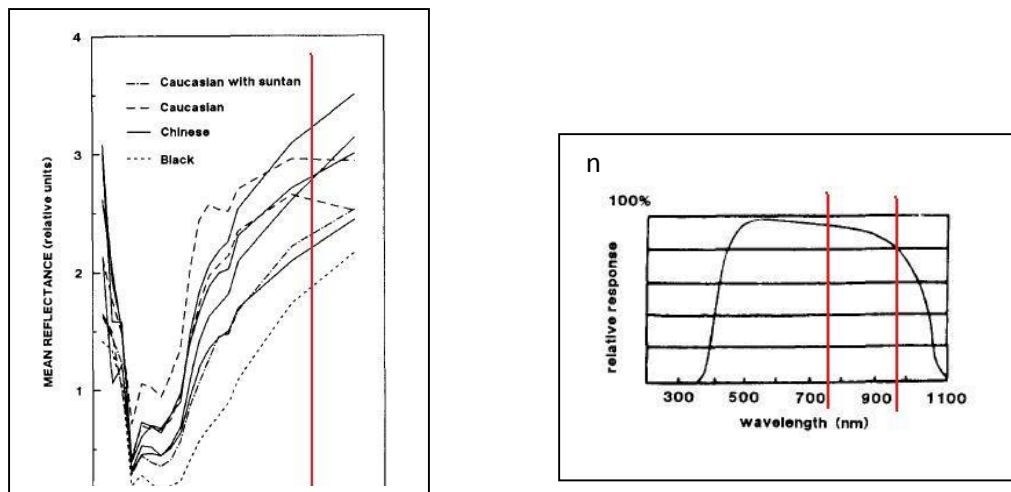 4
Caucasian with suntan
Caucasian
Chinese
3
Black
MEAN REFLECTANCE (relative units)
2
1
n
100%
relative response
300 500 700 900 1100
wavelength (nm)